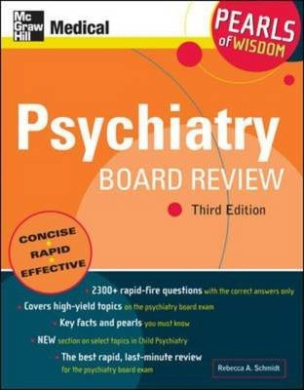 Mc
Graw
Hill
Medical
PEARLS
of WISDOM
Psychiatry
BOARD REVIEW
Third Edition
CONCISE
RAPID
EFFECTIVE
2300+ rapid-fire questions with the correct answers only
Covers high-yield topics on the psychiatry board exam
Key facts and pearls you must know
NEW section on select topics in Child Psychiatry
The best rapid, last-minute review
for the psychiatry board exam
Rebecca A. Schmidt